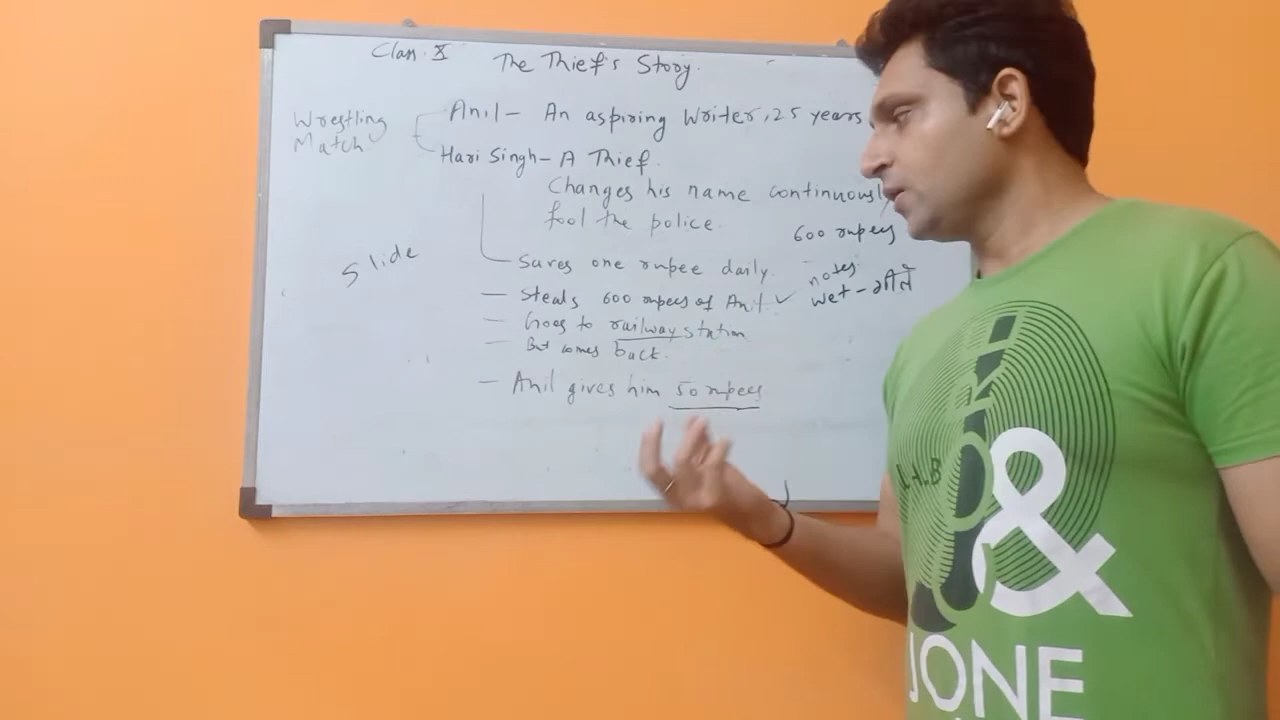 Class. X
The Thief's Story.
Wrestling
Match
Anil - An aspiring Writer, 25 years
Hari Singh - A Thief.
Changes his name continuously
fool the police.
600 rupees
Slide
Saves one rupee daily.
notes
wet - गीले
- Steals 600 rupees of Anil ✓
- Goes to railway station
- But comes back.
- Anil gives him 50 rupees
&
JONE